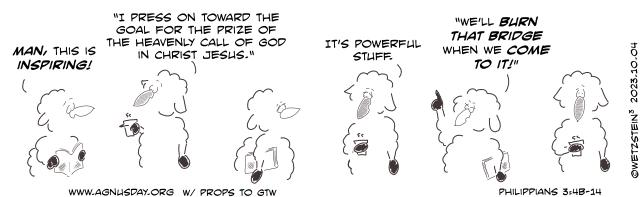 MAN, THIS IS
INSPIRING!
"I PRESS ON TOWARD THE
GOAL FOR THE PRIZE OF
THE HEAVENLY CALL OF GOD
IN CHRIST JESUS."
IT'S POWERFUL
STUFF.
"WE'LL BURN
THAT BRIDGE
WHEN WE COME
TO IT!"
©WETZSTEIN³ 2023.10.04
WWW.AGNUSDAY.ORG W/ PROPS TO GTW
PHILIPPIANS 3:4B-14